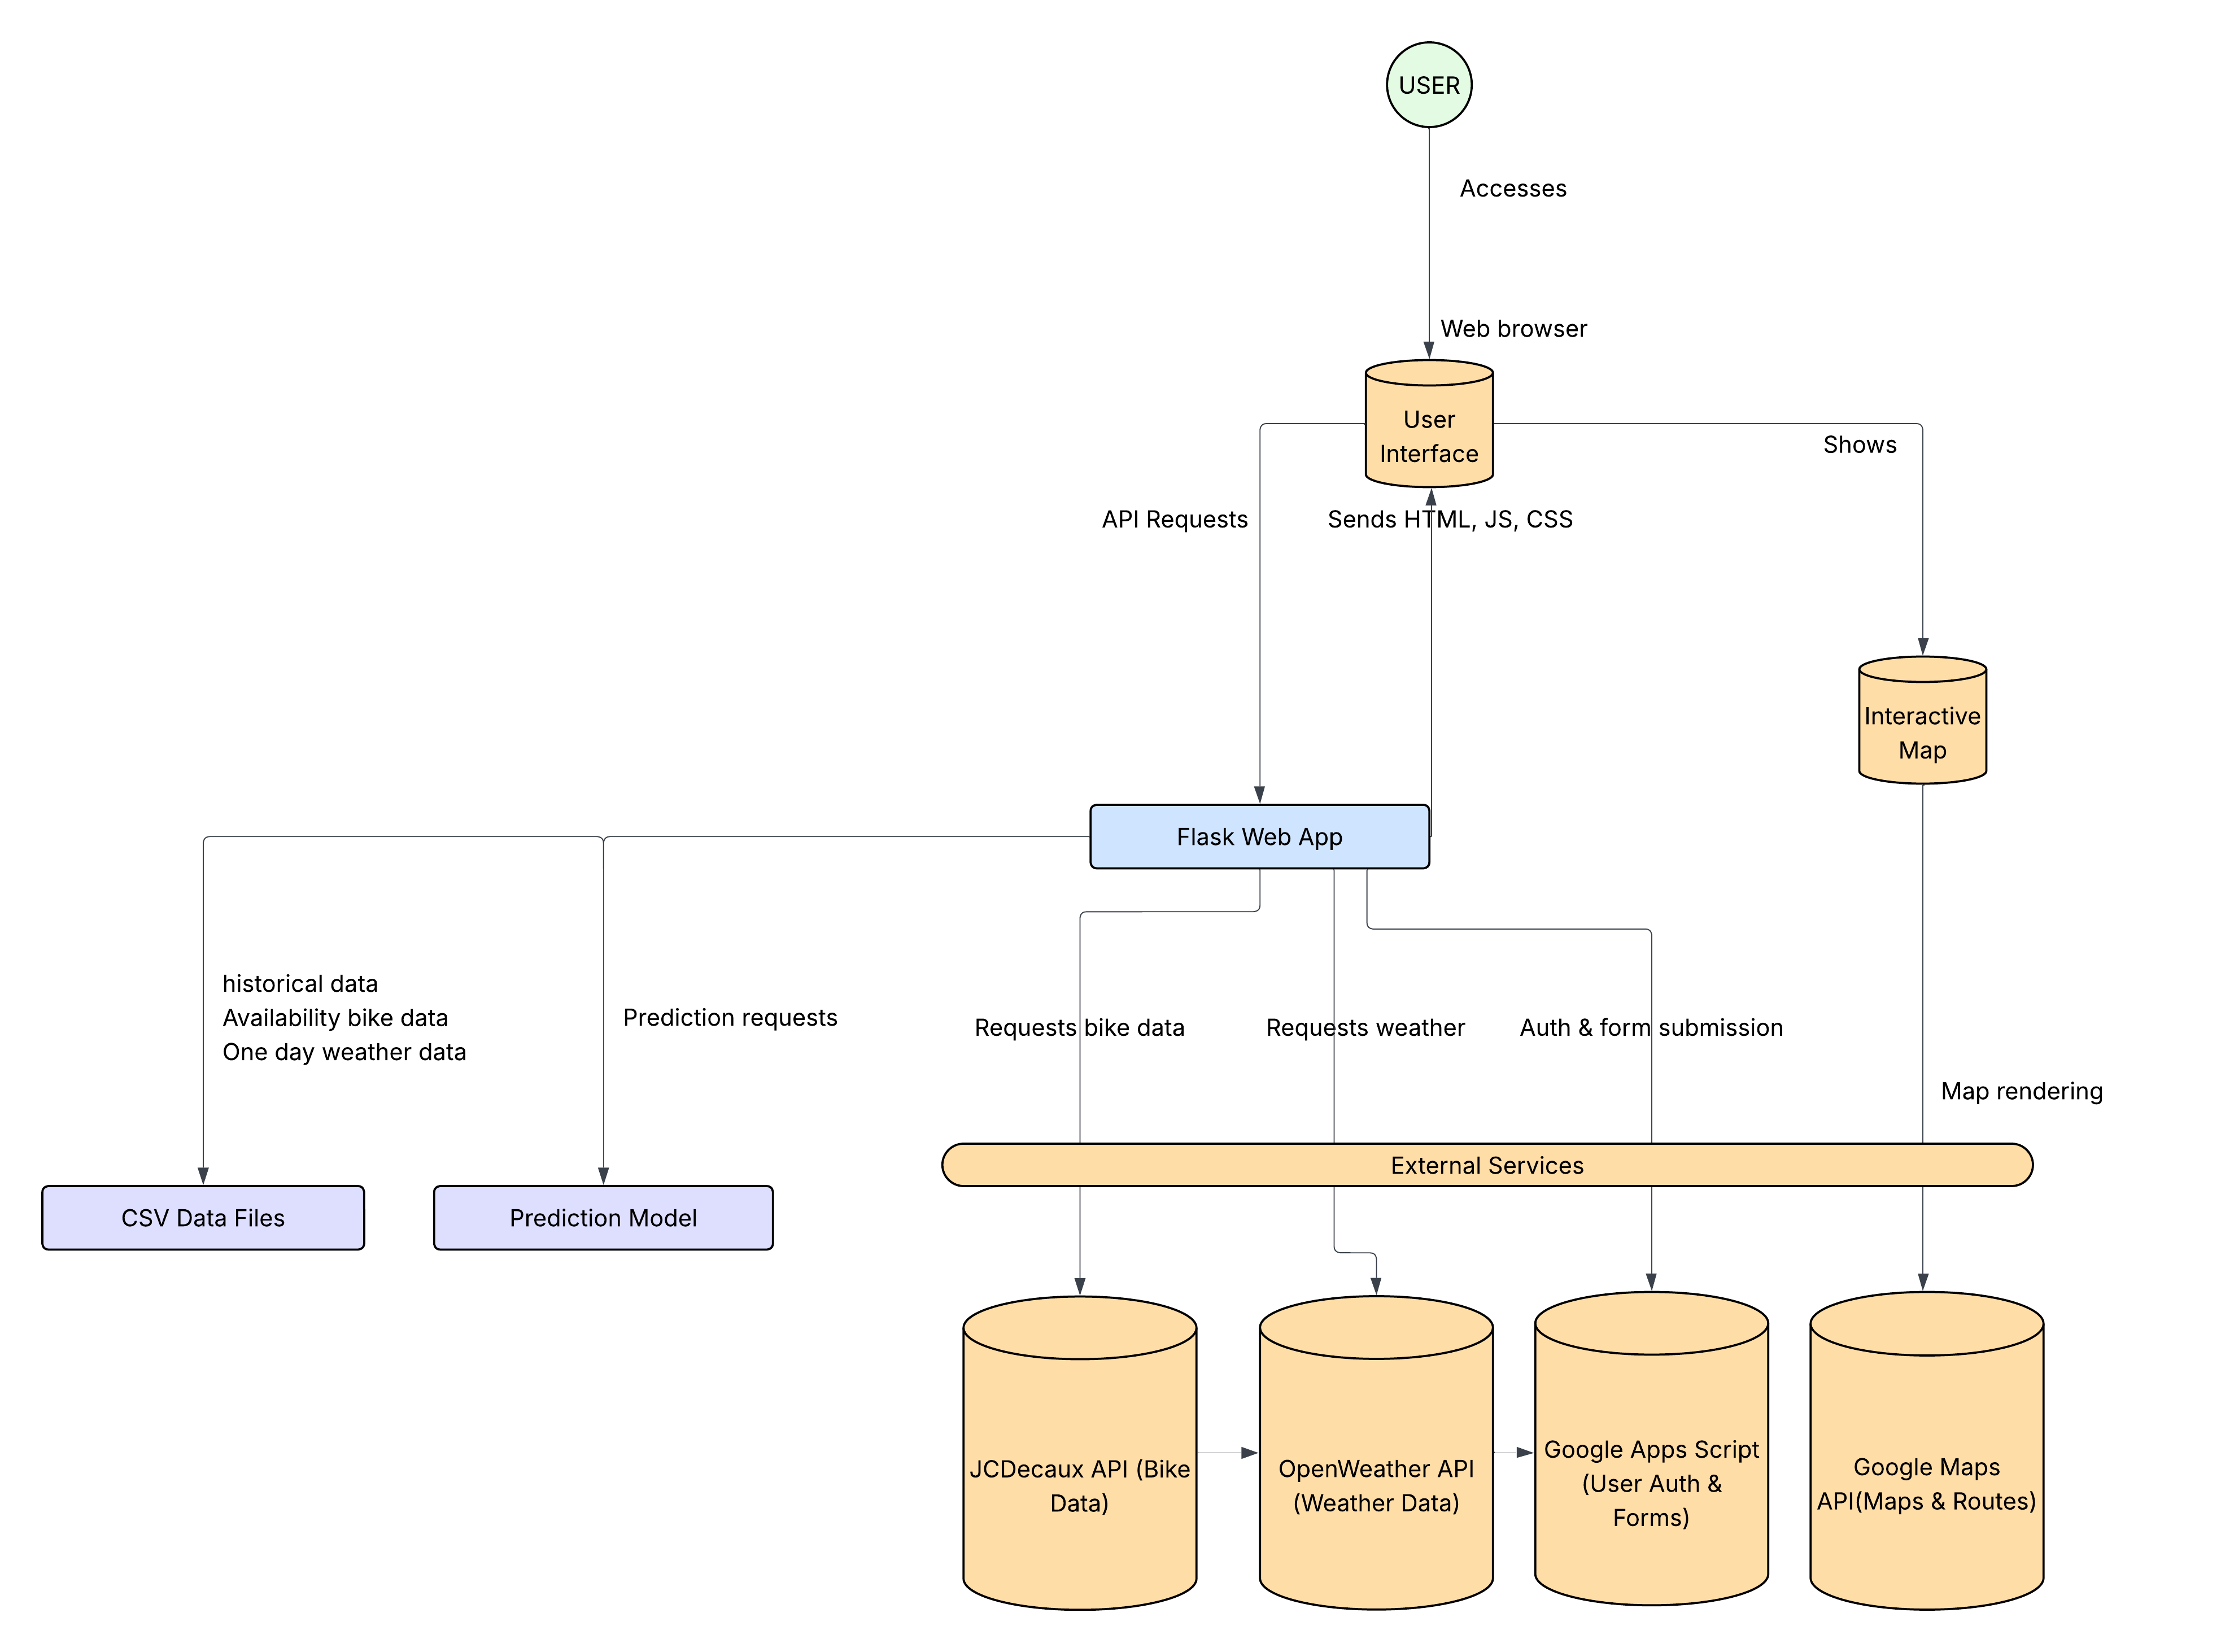 USER
Accesses
Web browser
User
Interface
Shows
API Requests
Sends HTML, JS, CSS
Interactive
Map
Flask Web App
historical data
Availability bike data
One day weather data
Prediction requests
Requests bike data
Requests weather
Auth & form submission
Map rendering
External Services
CSV Data Files
Prediction Model
JCDecaux API (Bike
Data)
OpenWeather API
(Weather Data)
Google Apps Script
(User Auth &
Forms)
Google Maps
API(Maps & Routes)